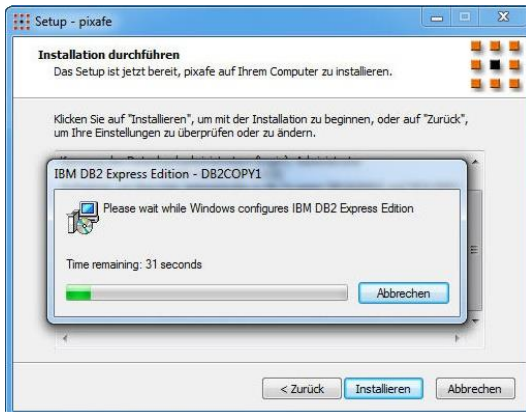 Setup - pixafe
Installation durchführen
Das Setup ist jetzt bereit, pixafe auf Ihrem Computer zu installieren.
Klicken Sie auf "Installieren", um mit der Installation zu beginnen, oder auf "Zurück",
um Ihre Einstellungen zu überprüfen oder zu ändern.
IBM DB2 Express Edition - DB2COPY1
Please wait while Windows configures IBM DB2 Express Edition
Time remaining: 31 seconds
Abbrechen
< Zurück
Installieren
Abbrechen